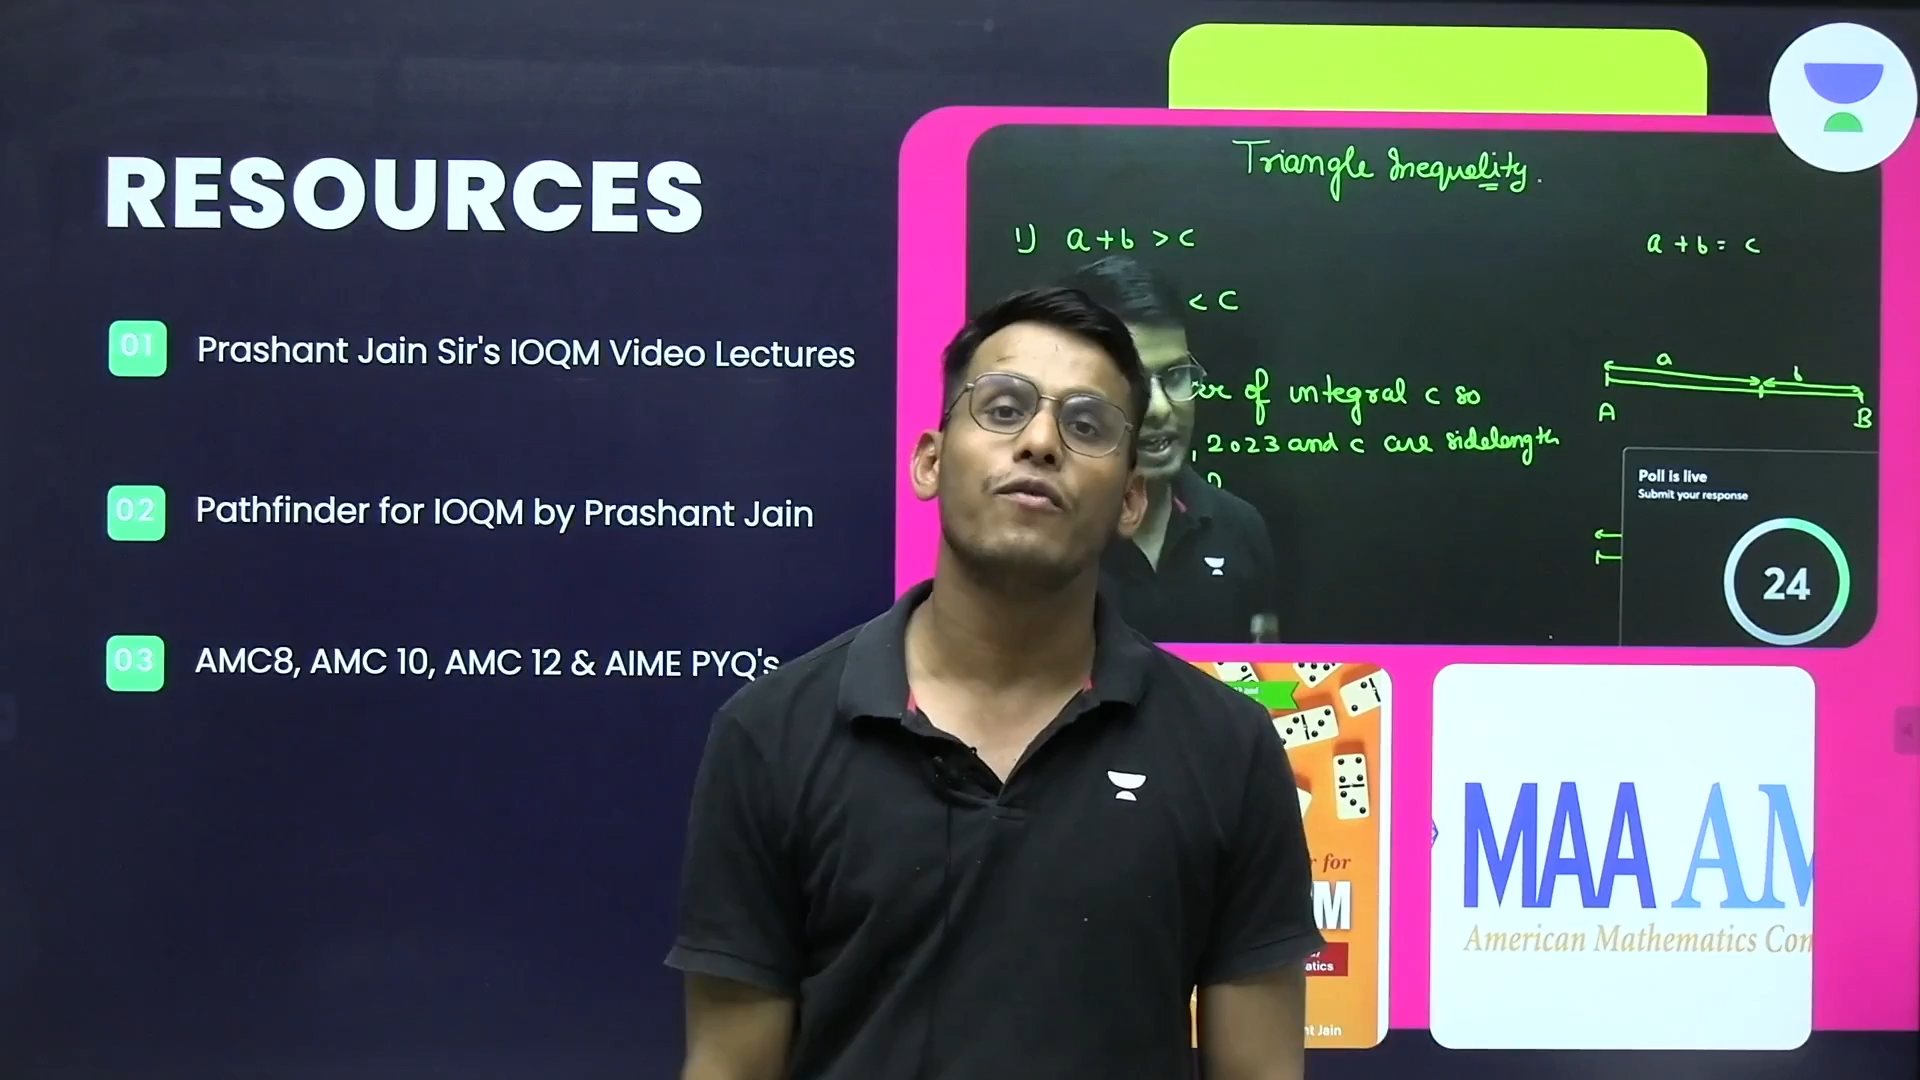 RESOURCES
01 Prashant Jain Sir's IOQM Video Lectures
02 Pathfinder for IOQM by Prashant Jain
03 AMC8, AMC 10, AMC 12 & AIME PYQ's
Triangle Inequality.
1) a+b > c
a + b = c
< c
a
b
of integral c so
A
B
, 2023 and c are sidelength
Poll is live
Submit your response
24
for
M
Jain
MAA AM
American Mathematics Con